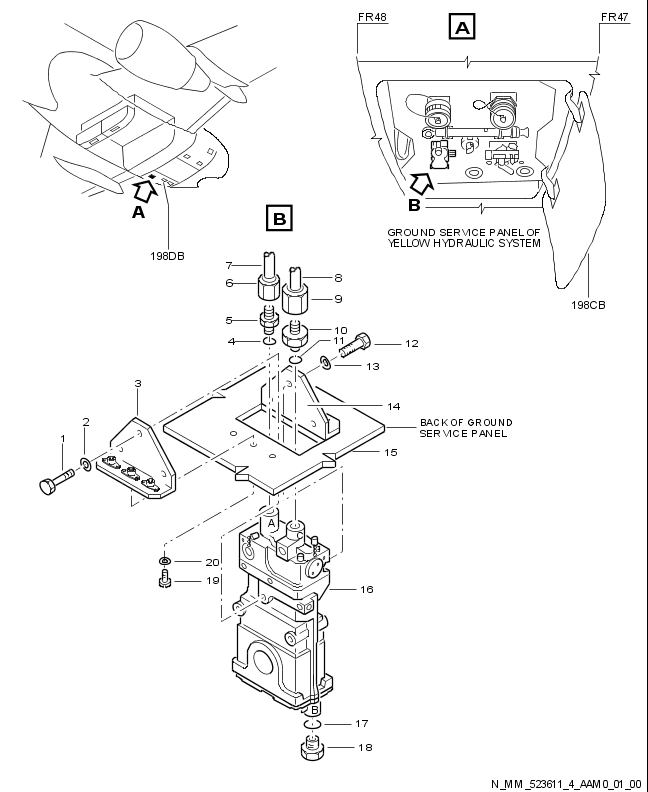 FR48
A
FR47
A
198DB
B
GROUND SERVICE PANEL OF
YELLOW HYDRAULIC SYSTEM
198CB
B
7
6
5
4
8
9
10
11
12
13
3
2
1
14
BACK OF GROUND
SERVICE PANEL
15
A
20
19
16
B
17
18
N_MM_523611_4_AAM0_01_00